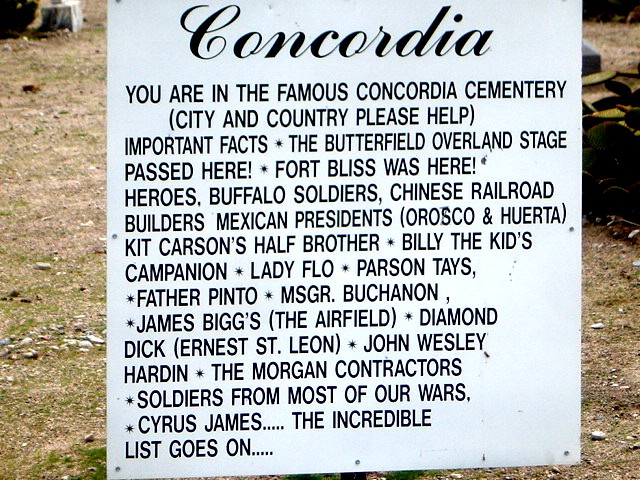 Concordia
YOU ARE IN THE FAMOUS CONCORDIA CEMETERY
(CITY AND COUNTRY PLEASE HELP)
IMPORTANT FACTS * THE BUTTERFIELD OVERLAND STAGE
PASSED HERE! * FORT BLISS WAS HERE!
HEROES, BUFFALO SOLDIERS, CHINESE RAILROAD
BUILDERS MEXICAN PRESIDENTS (OROSCO & HUERTA)
KIT CARSON'S HALF BROTHER * BILLY THE KID'S
CAMPANION * LADY FLO * PARSON TAYS,
*FATHER PINTO * MSGR. BUCHANON ,
*JAMES BIGG'S (THE AIRFIELD) * DIAMOND
DICK (ERNEST ST. LEON) * JOHN WESLEY
HARDIN * THE MORGAN CONTRACTORS
*SOLDIERS FROM MOST OF OUR WARS,
*CYRUS JAMES..... THE INCREDIBLE
LIST GOES ON.....